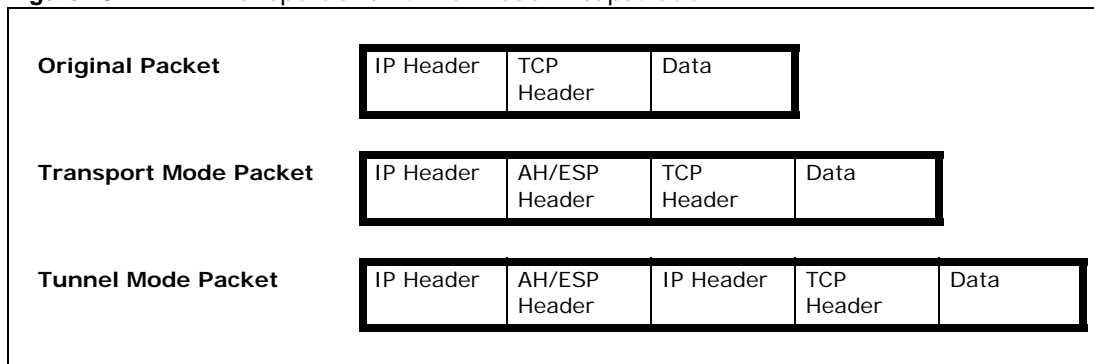 Original Packet IP Header TCP Header Data
Transport Mode Packet IP Header AH/ESP Header TCP Header Data
Tunnel Mode Packet IP Header AH/ESP Header IP Header TCP Header Data